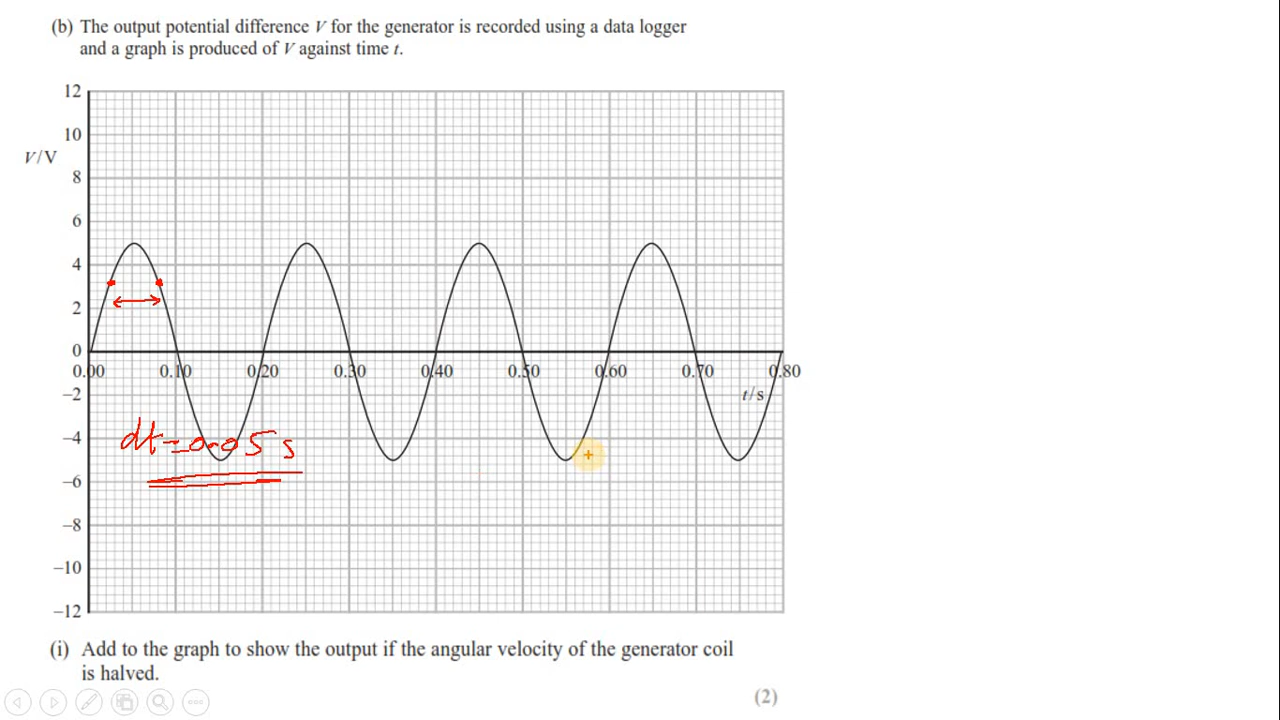 (b) The output potential difference V for the generator is recorded using a data logger
and a graph is produced of V against time t.
12
10
V/V
8
6
4
2
0
0.00 0.10 0.20 0.30 0.40 0.50 0.60 0.70 0.80
t/s
−2
−4
dt=0.05 s
−6
−8
−10
−12
(i) Add to the graph to show the output if the angular velocity of the generator coil
is halved.
(2)